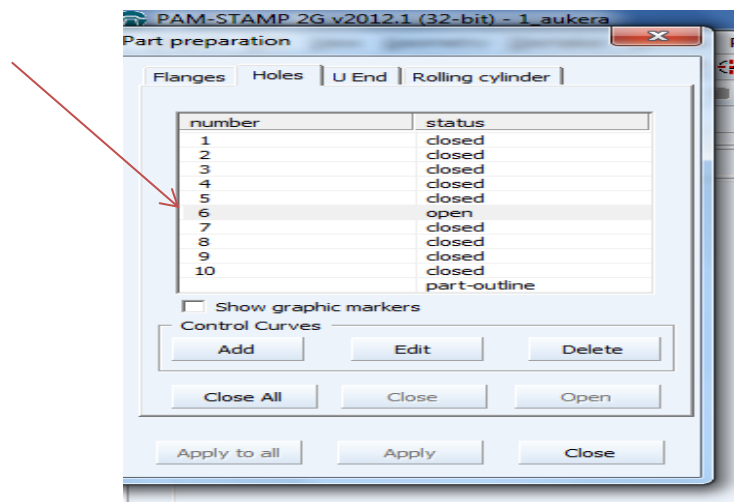 PAM-STAMP 2G v2012.1 (32-bit) - 1_aukera
Part preparation
Flanges Holes U End Rolling cylinder
number status
1 closed
2 closed
3 closed
4 closed
5 closed
6 open
7 closed
8 closed
9 closed
10 closed
part-outline
Show graphic markers
Control Curves
Add Edit Delete
Close All Close Open
Apply to all Apply Close